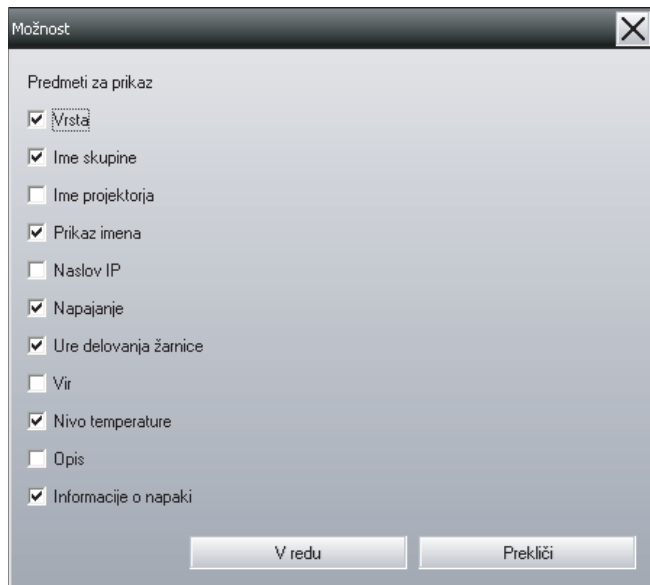 Možnost
Predmeti za prikaz
Vrsta
Ime skupine
Ime projektorja
Prikaz imena
Naslov IP
Napajanje
Ure delovanja žarnice
Vir
Nivo temperature
Opis
Informacije o napaki
V redu
Prekliči